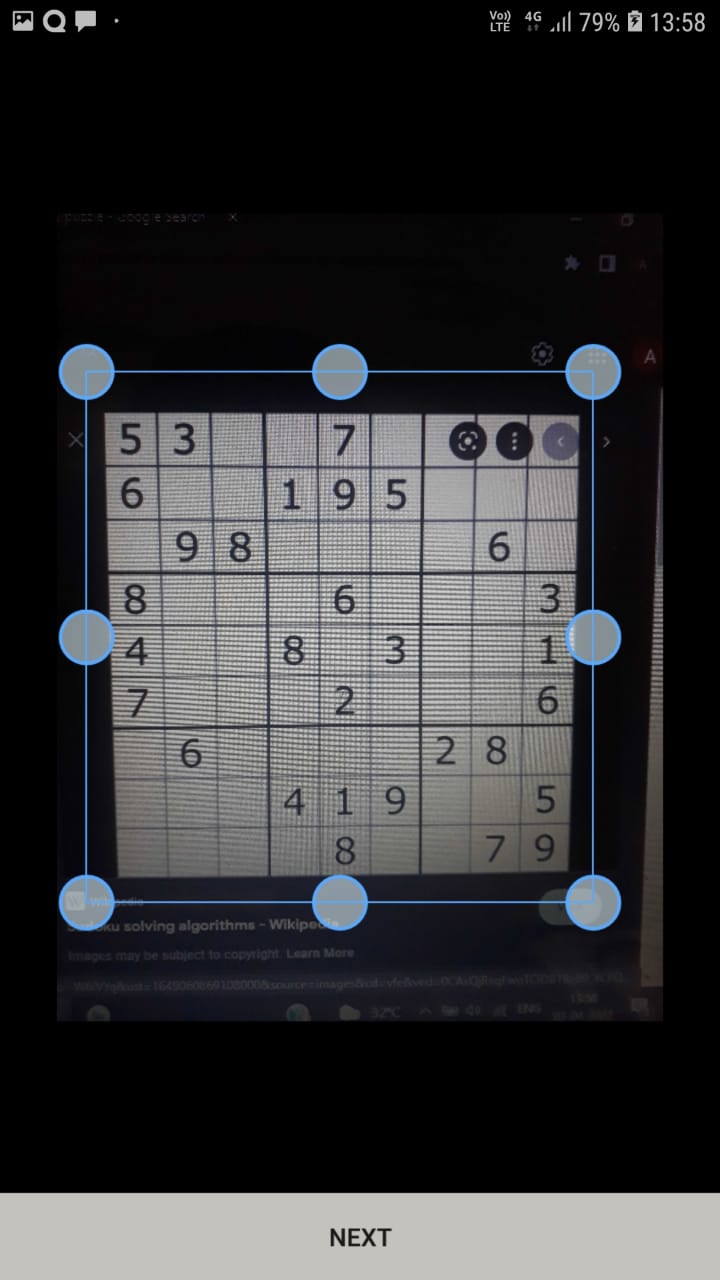 Vo)) LTE 4G 79% 13:58
puzzle - Google Search ×
A
A
5 3 7
6 1 9 5
9 8 6
8 6 3
4 8 3 1
7 2 6
6 2 8
4 1 9 5
8 7 9
W Wikipedia
Sudoku solving algorithms - Wikipedia
Images may be subject to copyright. Learn More
32°C ENG
NEXT